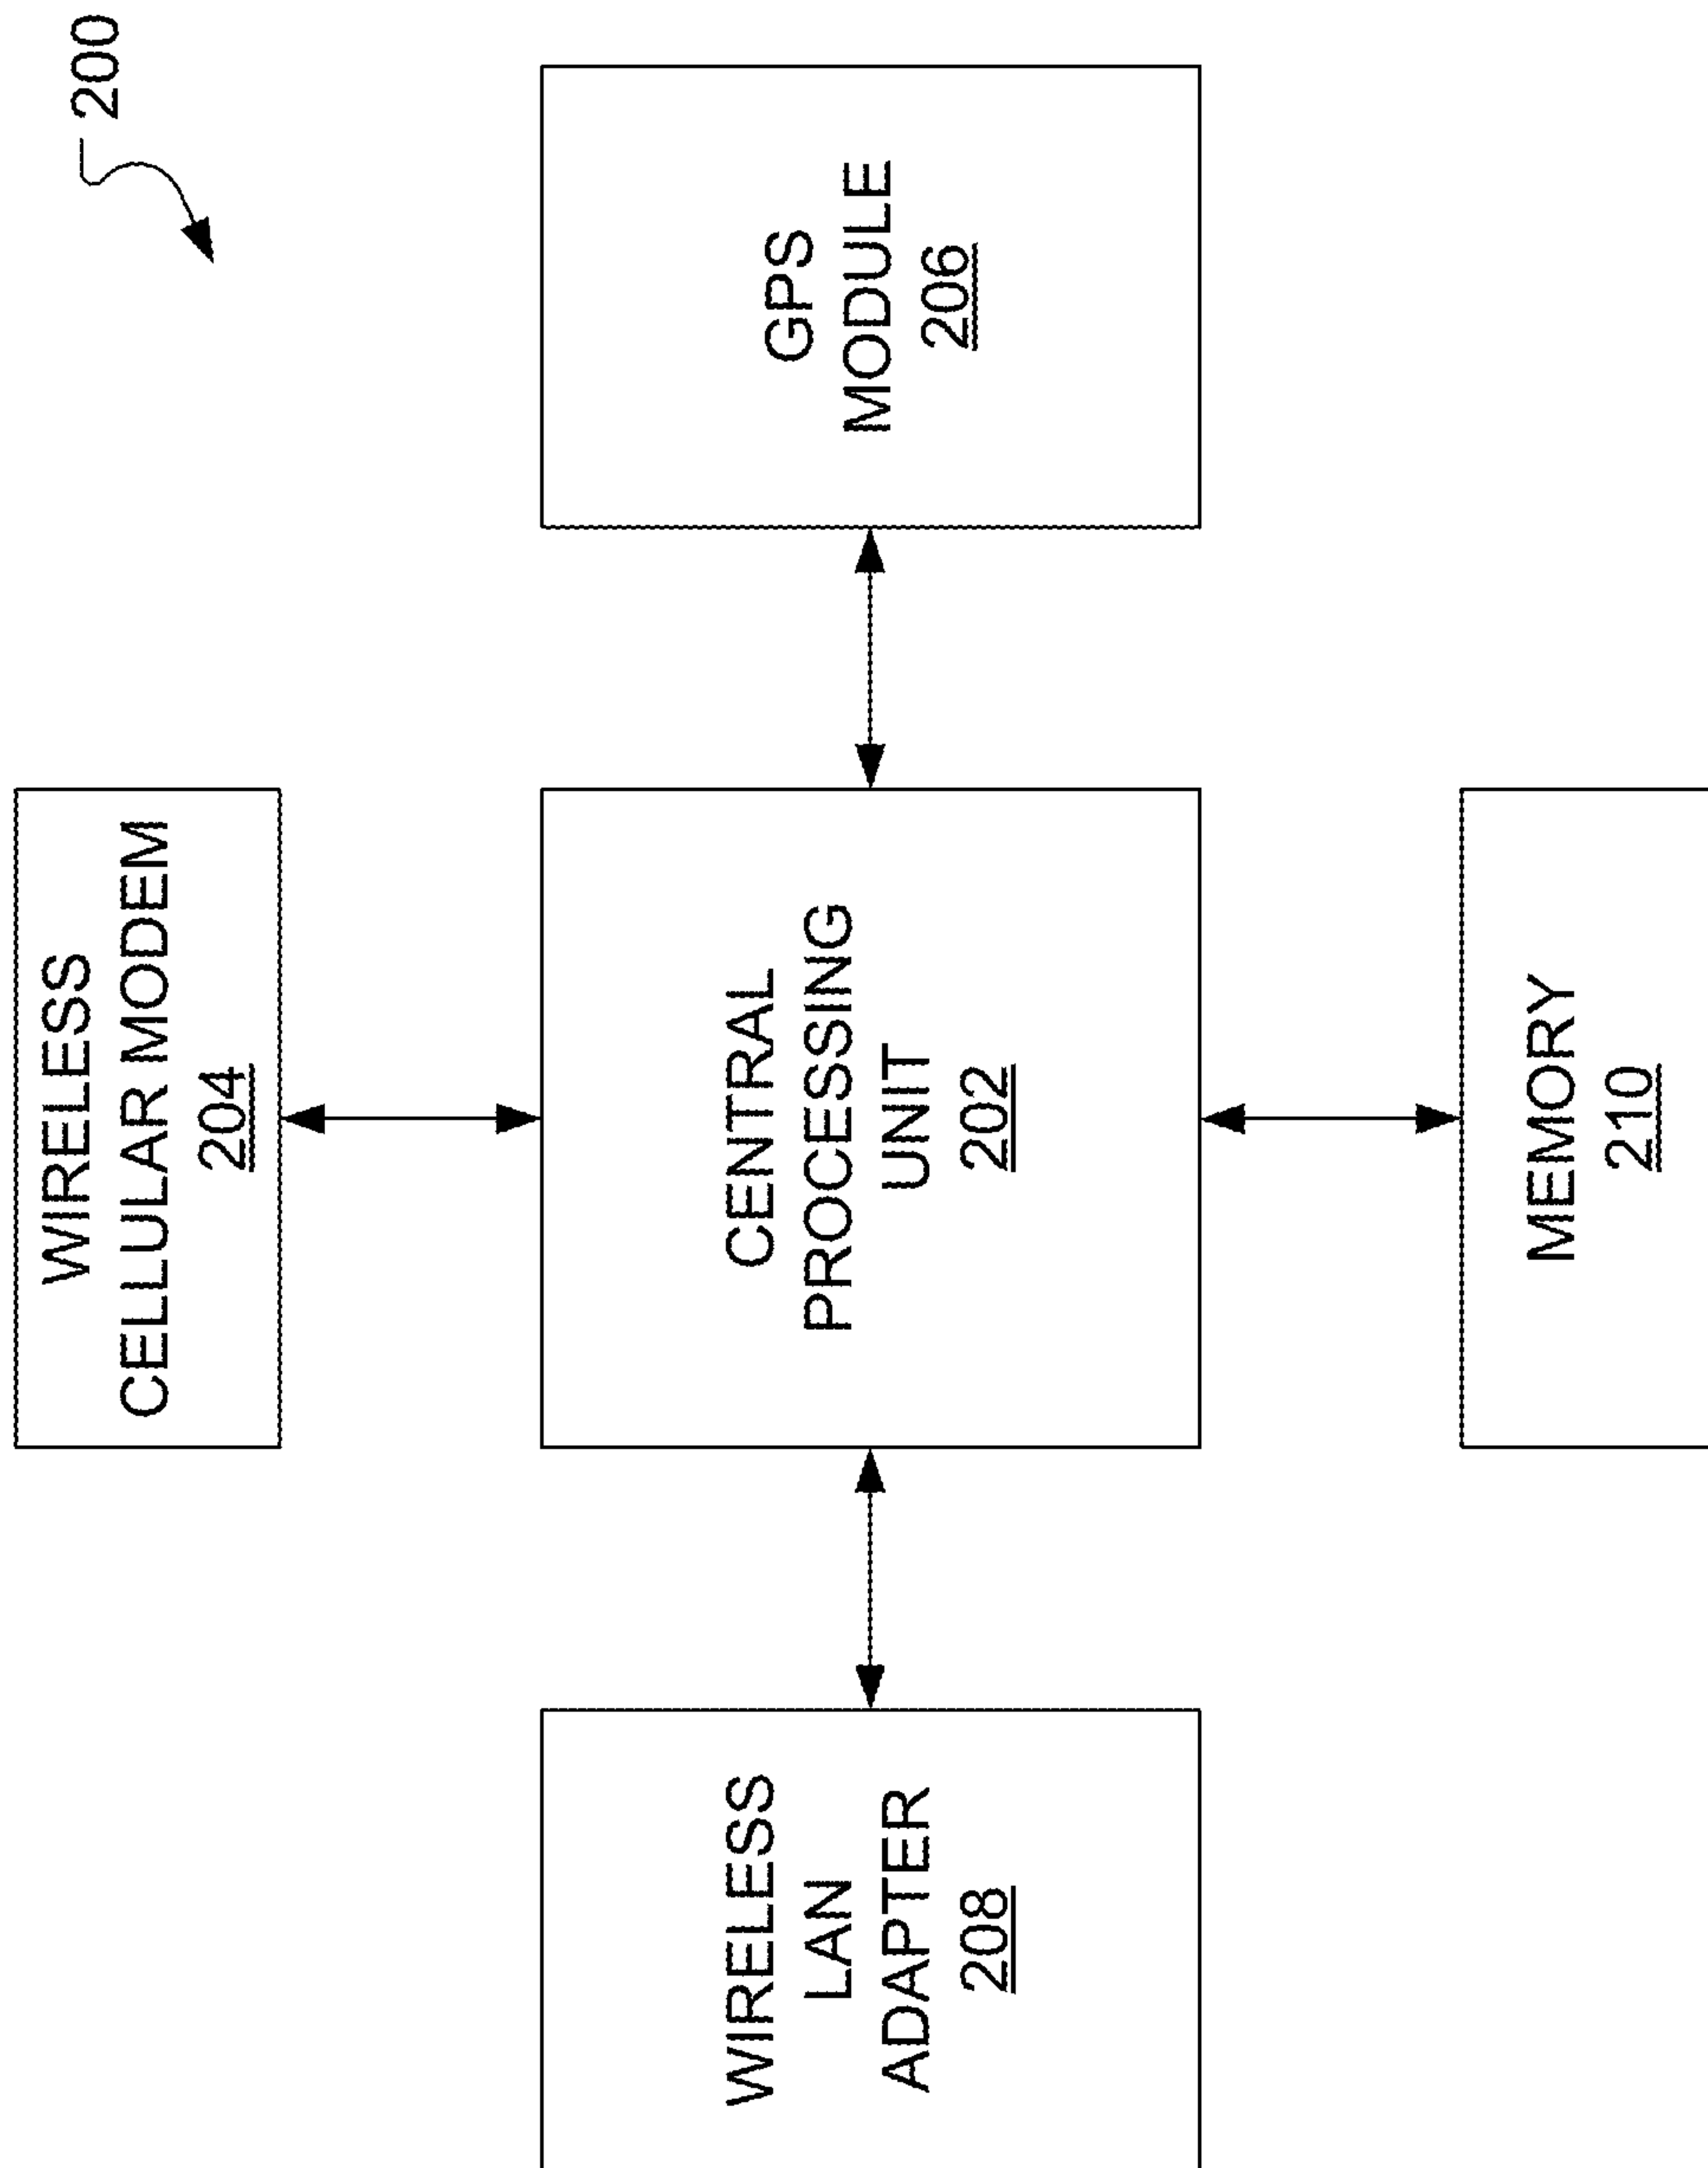 200
WIRELESS
CELLULAR MODEM
204
WIRELESS
LAN
ADAPTER
208
CENTRAL
PROCESSING
UNIT
202
GPS
MODULE
206
MEMORY
210